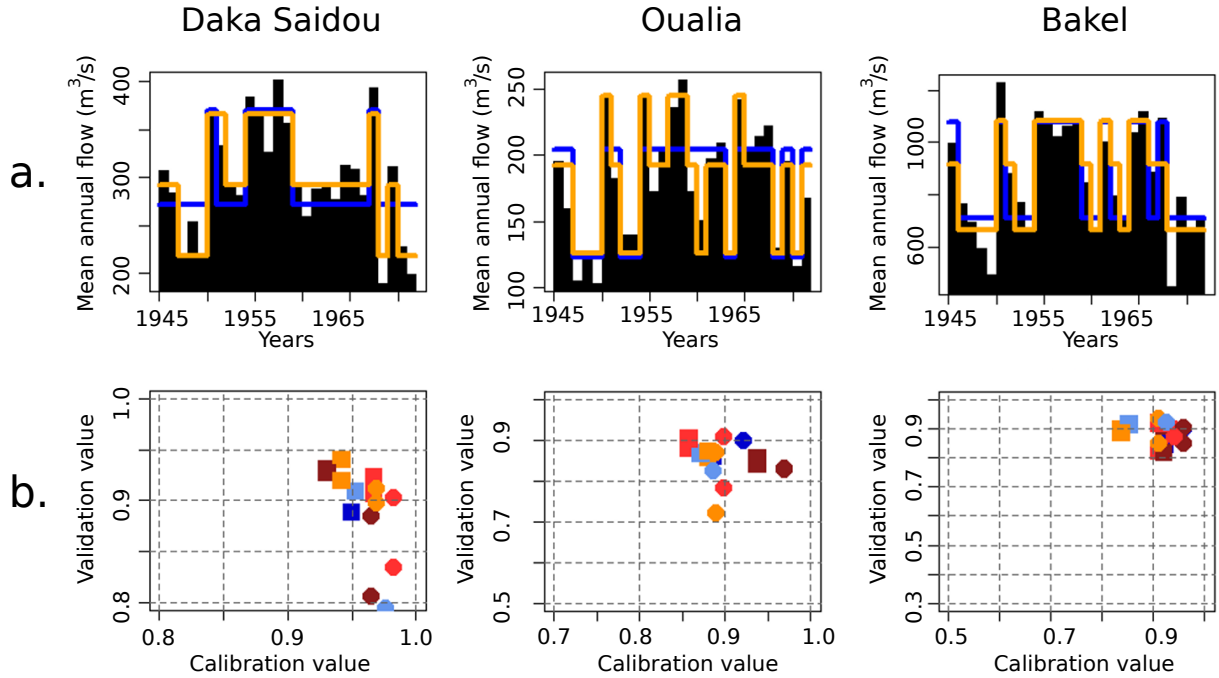 Daka Saidou
Oualia
Bakel
a.
Mean annual flow (m³/s)
400
300
200
1945
1955
1965
Years
Mean annual flow (m³/s)
250
200
150
100
1945
1955
1965
Years
Mean annual flow (m³/s)
1000
600
1945
1955
1965
Years
b.
Validation value
1.0
0.9
0.8
0.8
0.9
1.0
Calibration value
Validation value
0.9
0.7
0.5
0.7
0.8
0.9
1.0
Calibration value
Validation value
0.9
0.7
0.5
0.3
0.5
0.7
0.9
Calibration value